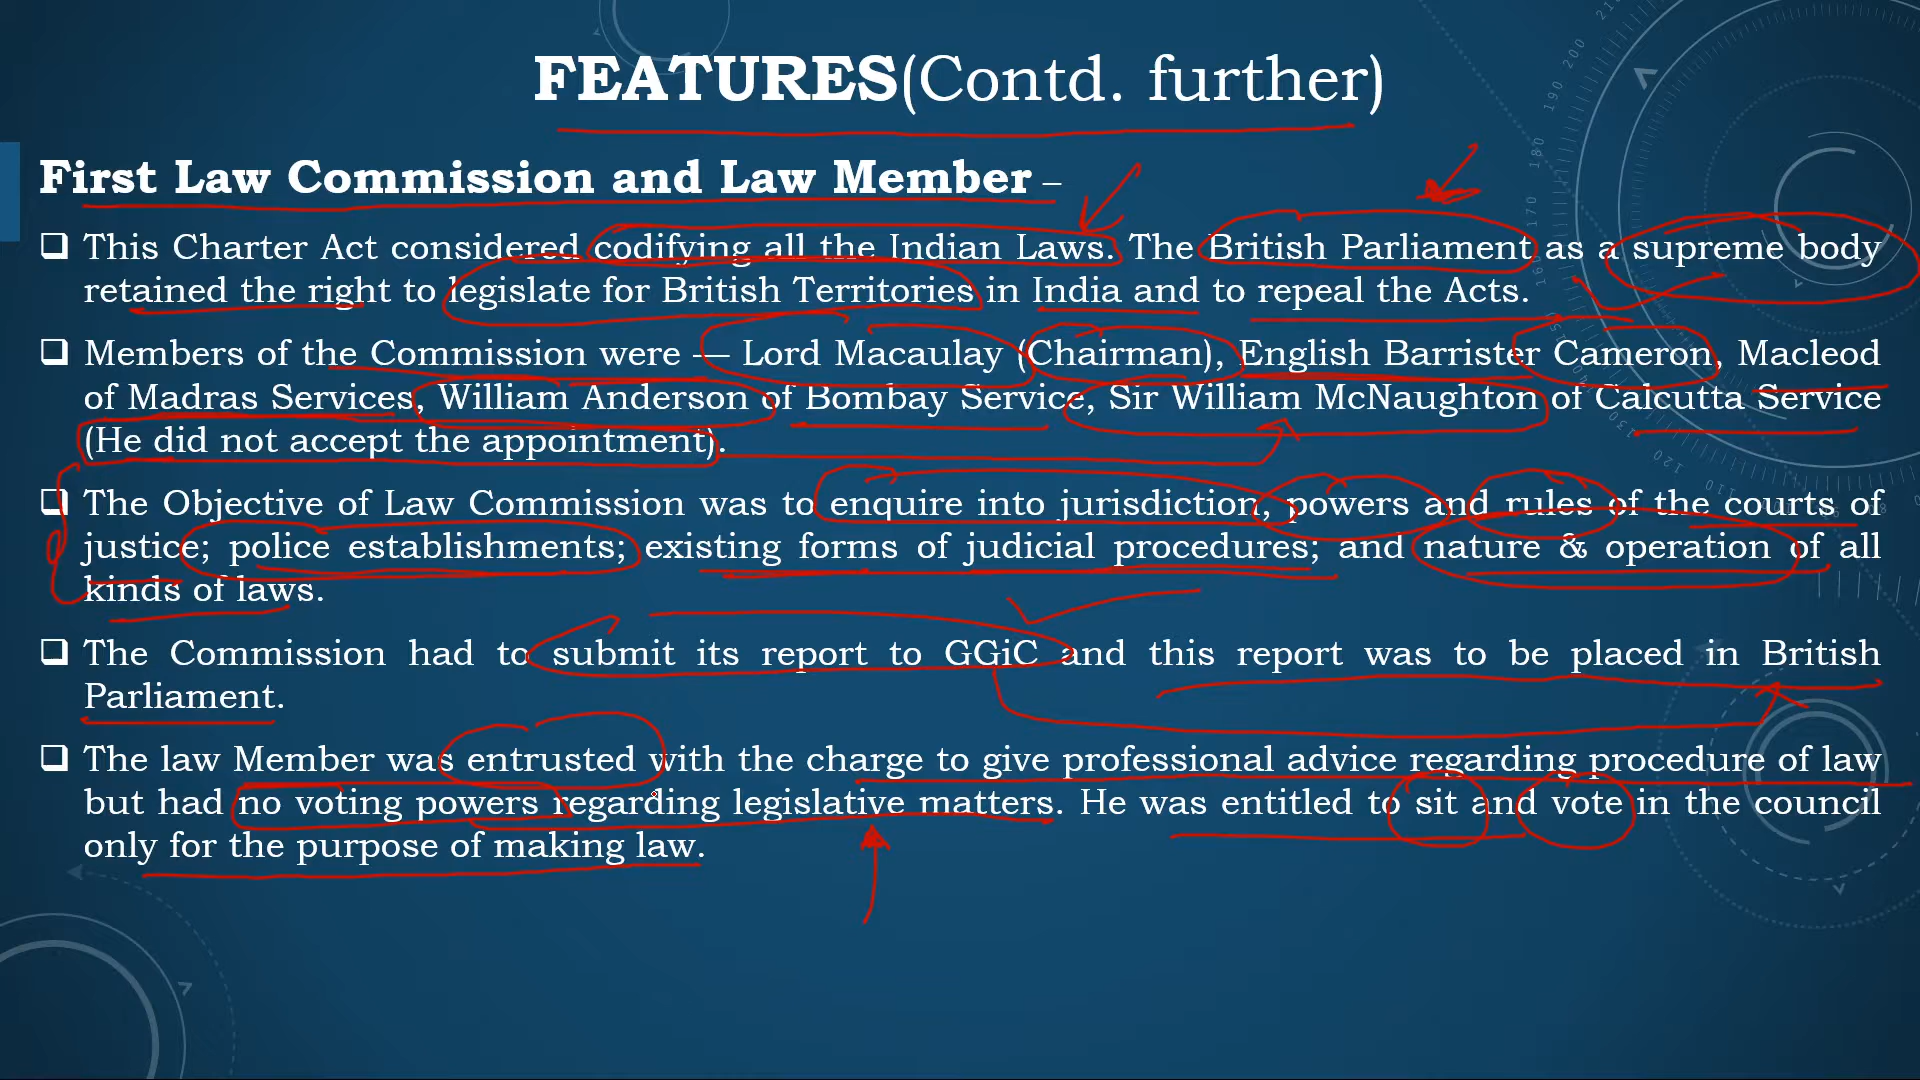 FEATURES(Contd. further)
First Law Commission and Law Member –
❑ This Charter Act considered codifying all the Indian Laws. The British Parliament as a supreme body
retained the right to legislate for British Territories in India and to repeal the Acts.
❑ Members of the Commission were — Lord Macaulay (Chairman), English Barrister Cameron, Macleod
of Madras Services, William Anderson of Bombay Service, Sir William McNaughton of Calcutta Service
(He did not accept the appointment).
❑ The Objective of Law Commission was to enquire into jurisdiction, powers and rules of the courts of
justice; police establishments; existing forms of judicial procedures; and nature & operation of all
kinds of laws.
❑ The Commission had to submit its report to GGiC and this report was to be placed in British
Parliament.
❑ The law Member was entrusted with the charge to give professional advice regarding procedure of law
but had no voting powers regarding legislative matters. He was entitled to sit and vote in the council
only for the purpose of making law.
200
190
180
170
130
120
110